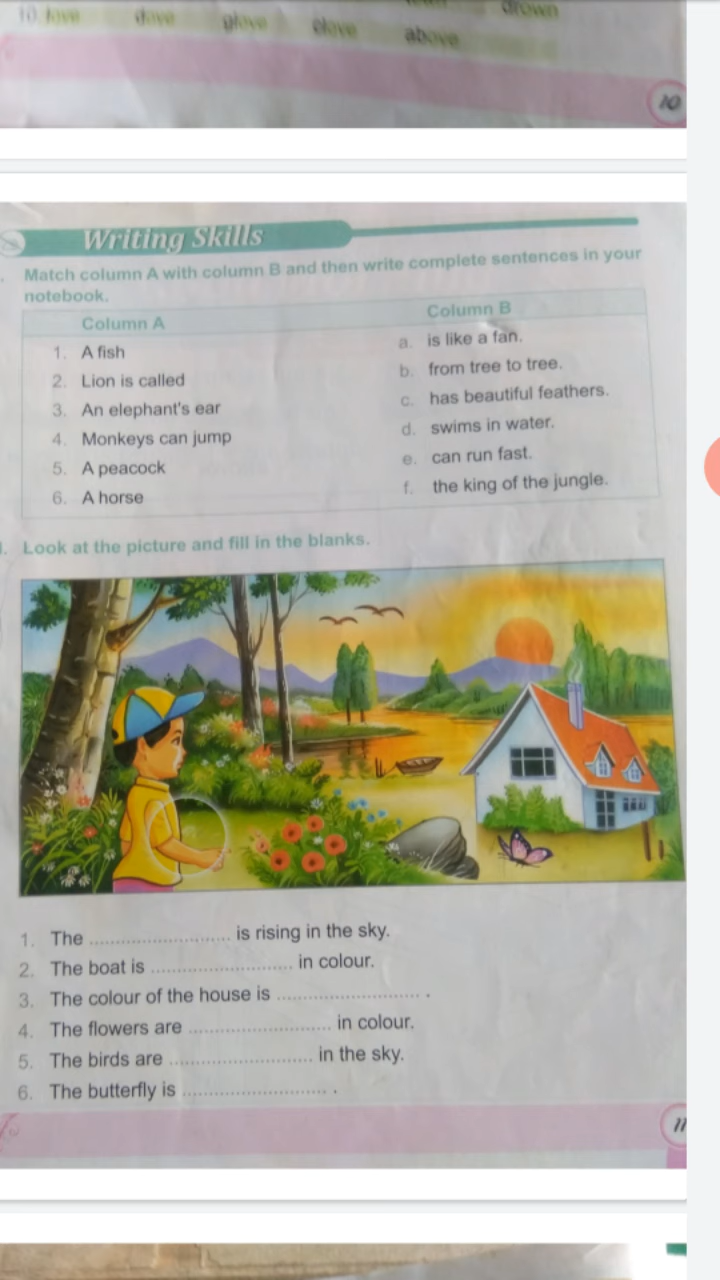 10. love dove glove clove above
drown
10
Writing Skills
Match column A with column B and then write complete sentences in your
notebook.
Column A Column B
1. A fish a. is like a fan.
2. Lion is called b. from tree to tree.
3. An elephant's ear c. has beautiful feathers.
4. Monkeys can jump d. swims in water.
5. A peacock e. can run fast.
6. A horse f. the king of the jungle.
Look at the picture and fill in the blanks.
1. The ............................ is rising in the sky.
2. The boat is ............................ in colour.
3. The colour of the house is ............................ .
4. The flowers are ............................ in colour.
5. The birds are ............................ in the sky.
6. The butterfly is ............................ .
11